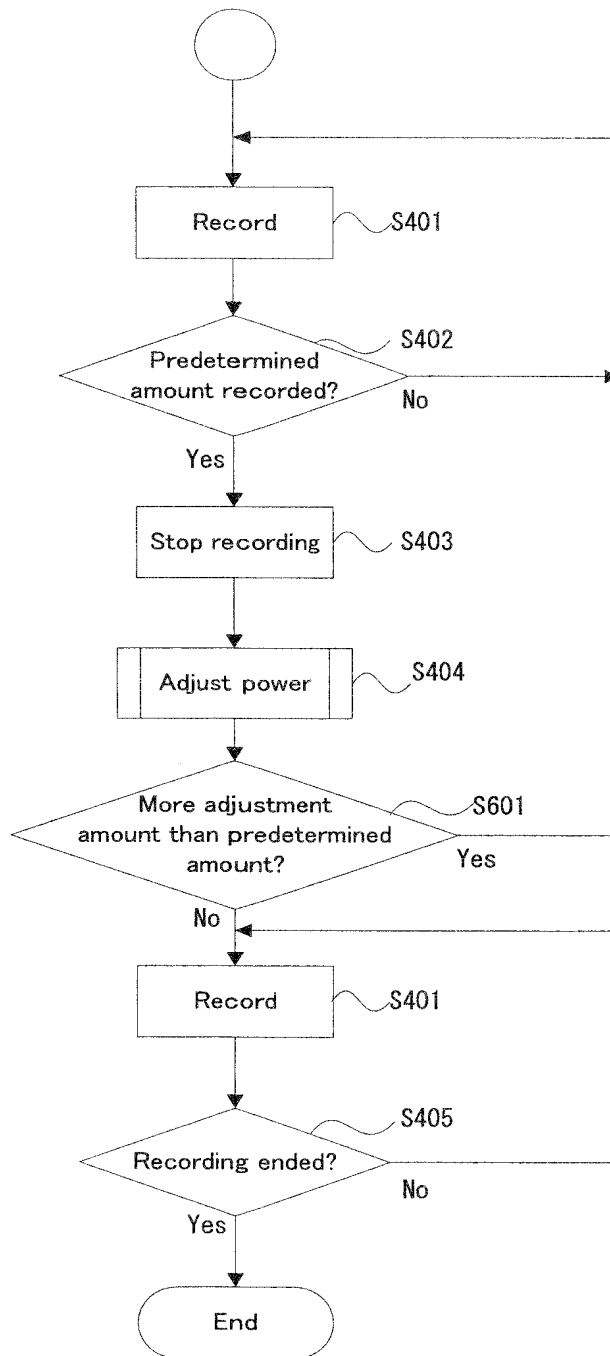 Record
S401
S402
Predetermined
amount recorded?
No
Yes
Stop recording
S403
Adjust power
S404
More adjustment
amount than predetermined
amount?
S601
Yes
No
Record
S401
S405
Recording ended?
No
Yes
End